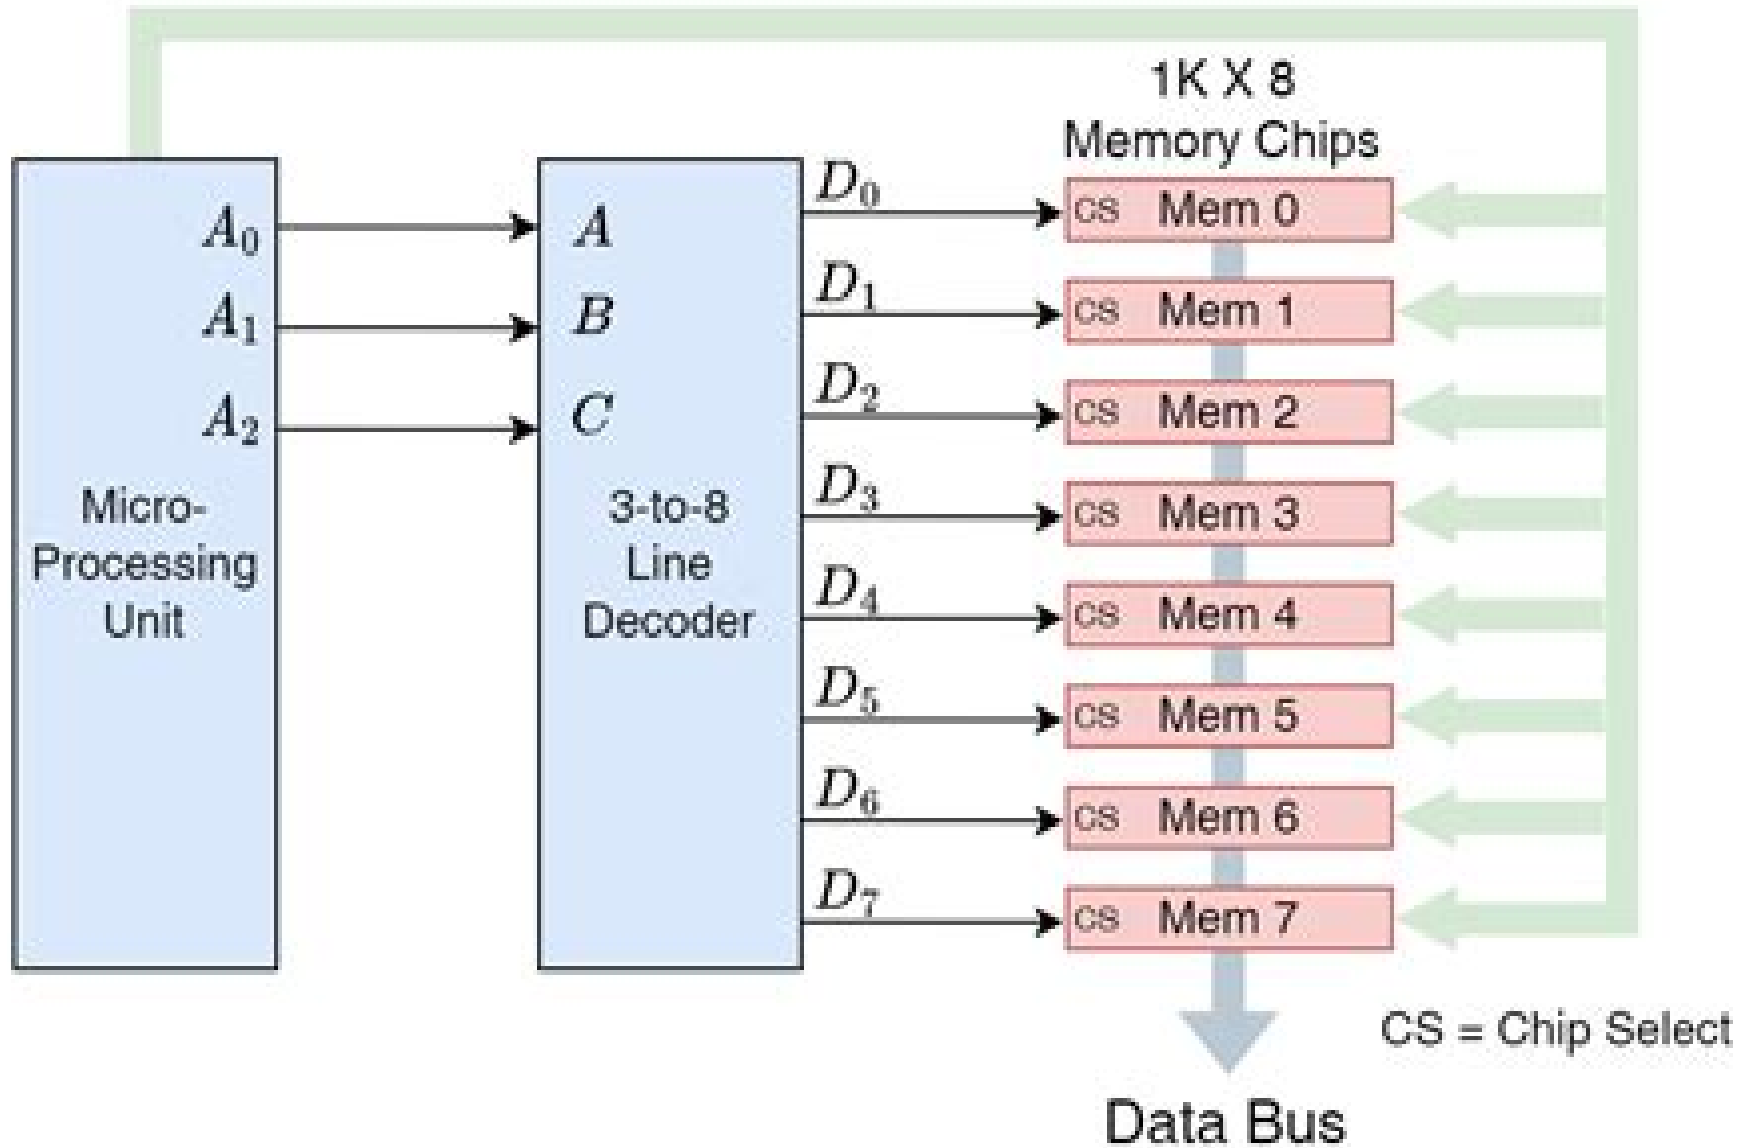 1K X 8
Memory Chips
A0
A1
A2
Micro-
Processing
Unit
A
B
C
3-to-8
Line
Decoder
D0
D1
D2
D3
D4
D5
D6
D7
CS Mem 0
CS Mem 1
CS Mem 2
CS Mem 3
CS Mem 4
CS Mem 5
CS Mem 6
CS Mem 7
CS = Chip Select
Data Bus